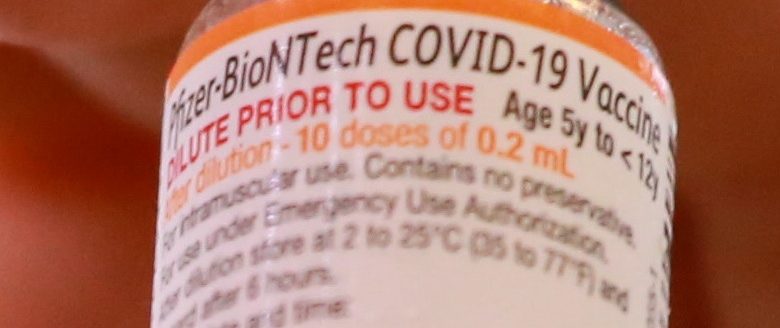 Pfizer-BioNTech COVID-19 Vaccine
DILUTE PRIOR TO USE Age 5y to < 12y
After dilution - 10 doses of 0.2 mL
For intramuscular use. Contains no preservative.
For use under Emergency Use Authorization.
After dilution store at 2 to 25°C (35 to 77°F) and
after 6 hours.
and time: